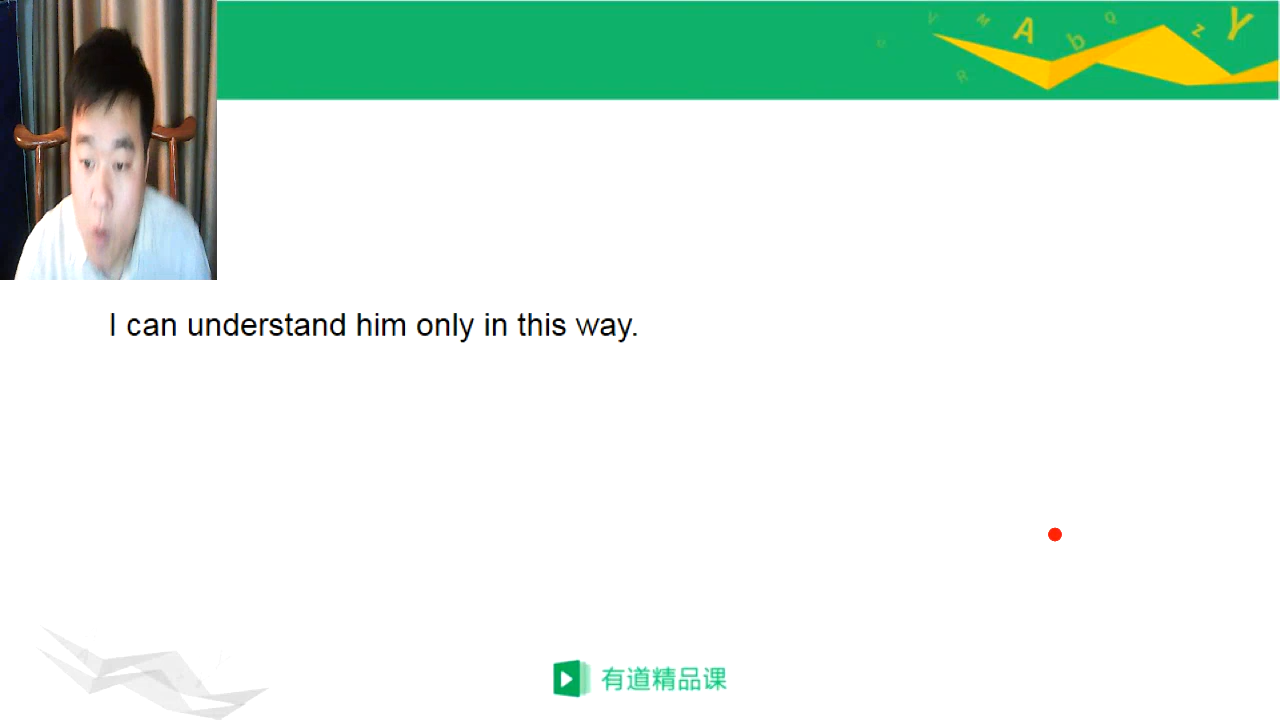 I can understand him only in this way.
有道精品课